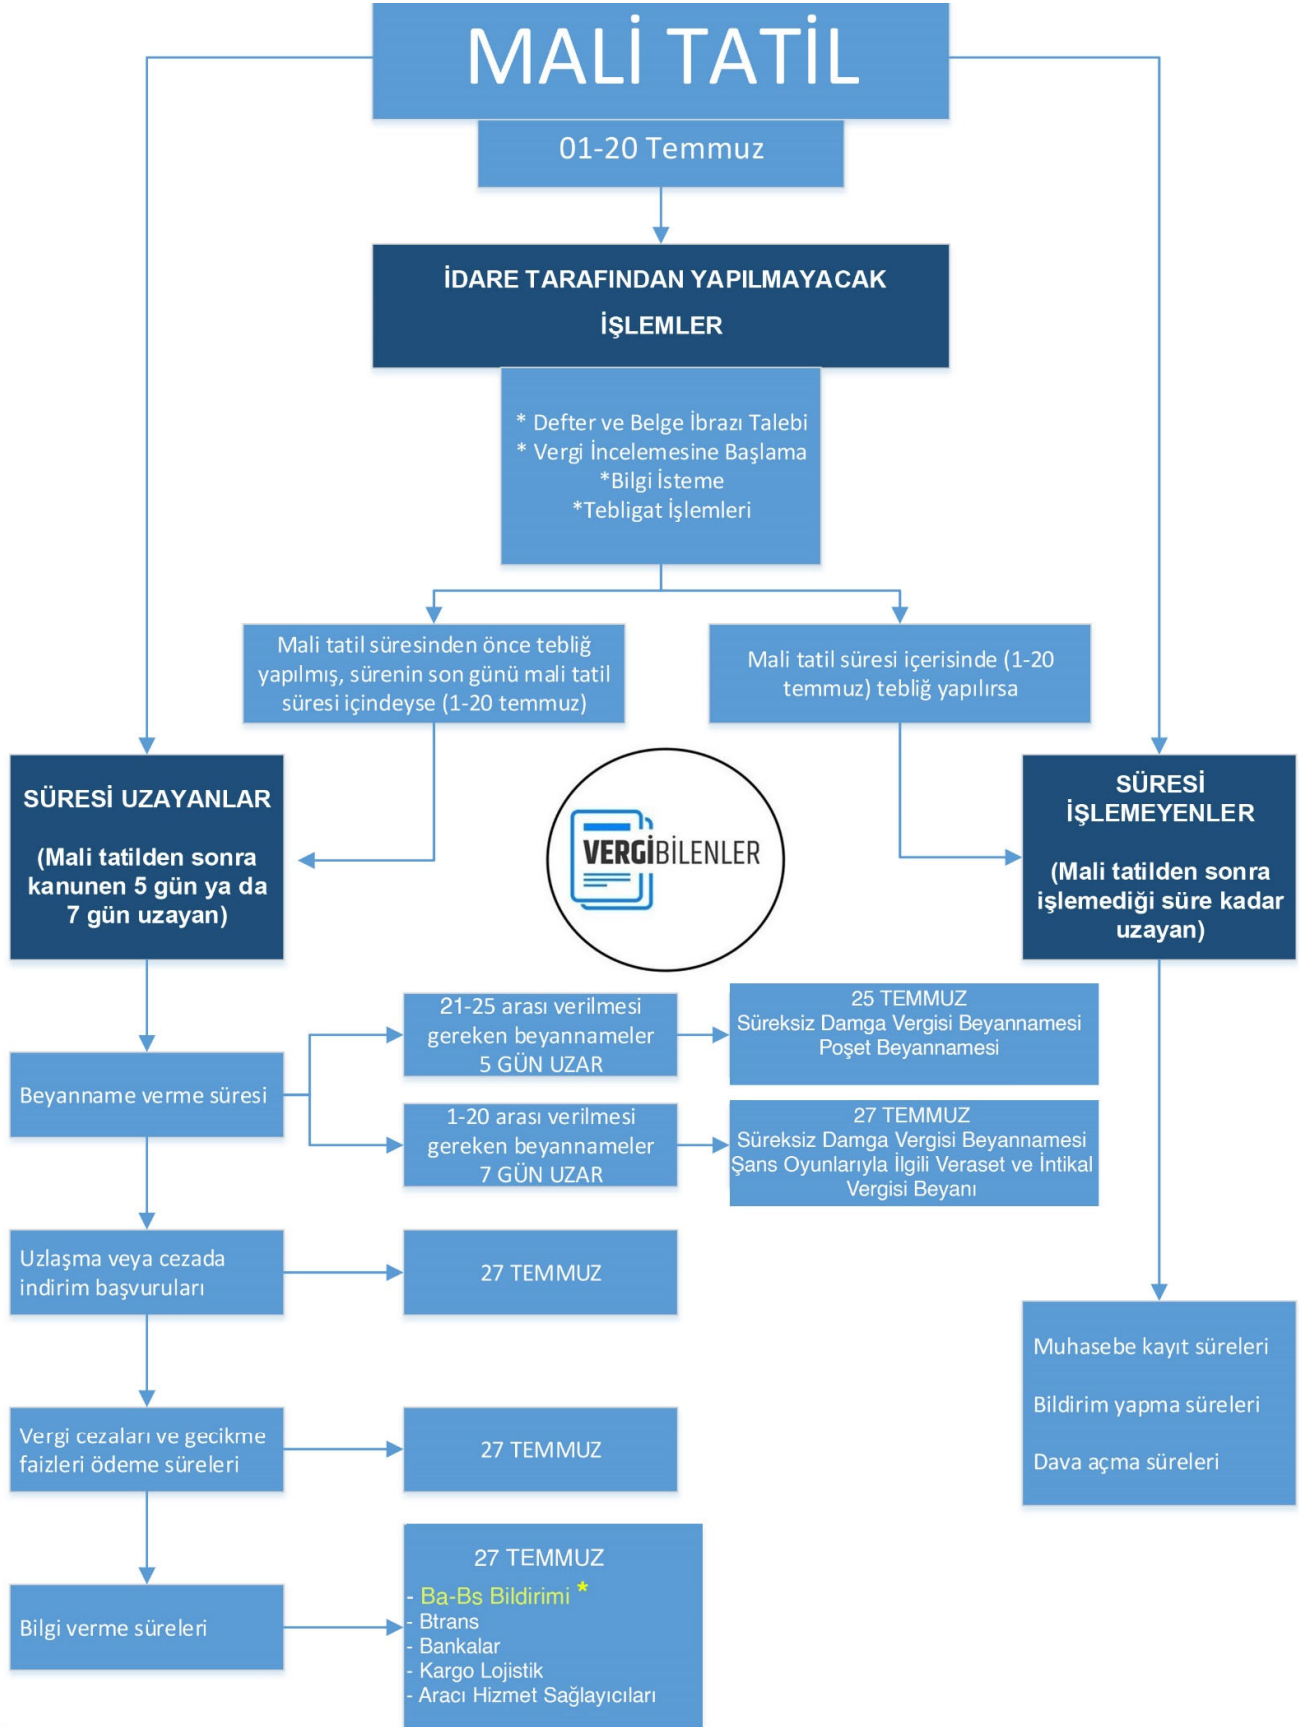 MALİ TATİL
01-20 Temmuz
İDARE TARAFINDAN YAPILMAYACAK
İŞLEMLER
* Defter ve Belge İbrazı Talebi
* Vergi İncelemesine Başlama
*Bilgi İsteme
*Tebligat İşlemleri
Mali tatil süresinden önce tebliğ
yapılmış, sürenin son günü mali tatil
süresi içindeyse (1-20 temmuz)
Mali tatil süresi içerisinde (1-20
temmuz) tebliğ yapılırsa
SÜRESİ UZAYANLAR
(Mali tatilden sonra
kanunen 5 gün ya da
7 gün uzayan)
VERGİBİLENLER
SÜRESİ
İŞLEMEYENLER
(Mali tatilden sonra
işlemediği süre kadar
uzayan)
Beyanname verme süresi
21-25 arası verilmesi
gereken beyannameler
5 GÜN UZAR
25 TEMMUZ
Süreksiz Damga Vergisi Beyannamesi
Poşet Beyannamesi
1-20 arası verilmesi
gereken beyannameler
7 GÜN UZAR
27 TEMMUZ
Süreksiz Damga Vergisi Beyannamesi
Şans Oyunlarıyla İlgili Veraset ve İntikal
Vergisi Beyanı
Uzlaşma veya cezada
indirim başvuruları
27 TEMMUZ
Vergi cezaları ve gecikme
faizleri ödeme süreleri
27 TEMMUZ
Bilgi verme süreleri
27 TEMMUZ
- Ba-Bs Bildirimi *
- Btrans
- Bankalar
- Kargo Lojistik
- Aracı Hizmet Sağlayıcıları
Muhasebe kayıt süreleri
Bildirim yapma süreleri
Dava açma süreleri